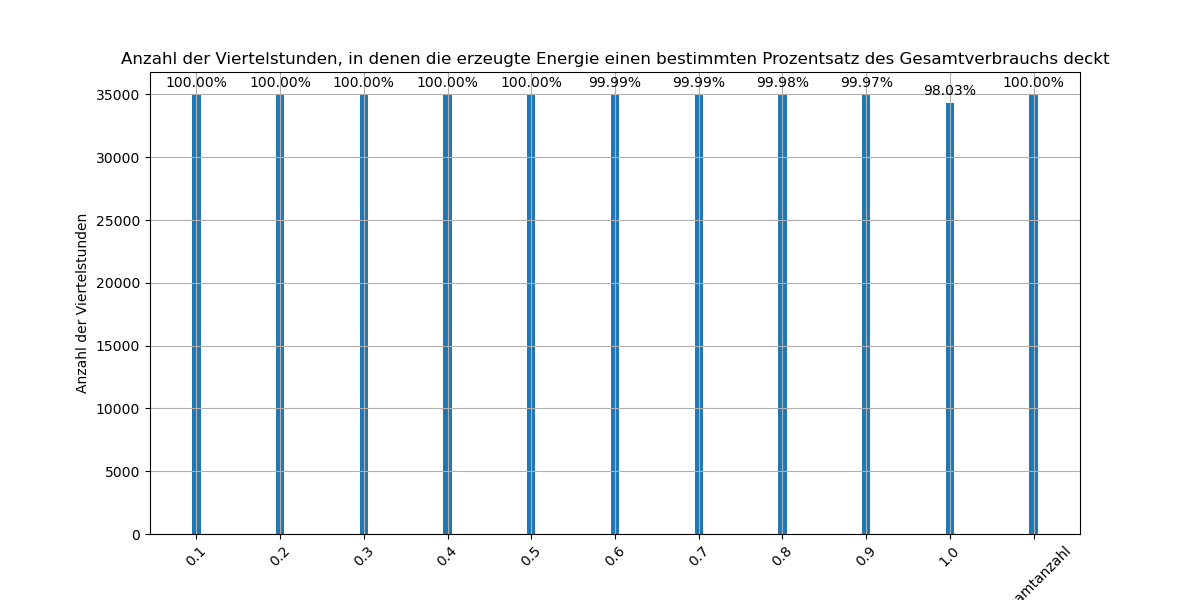 Anzahl der Viertelstunden, in denen die erzeugte Energie einen bestimmten Prozentsatz des Gesamtverbrauchs deckt
100.00% 100.00% 100.00% 100.00% 100.00% 99.99% 99.99% 99.98% 99.97% 98.03% 100.00%
Anzahl der Viertelstunden
35000
30000
25000
20000
15000
10000
5000
0
0.1 0.2 0.3 0.4 0.5 0.6 0.7 0.8 0.9 1.0 amtanzahl